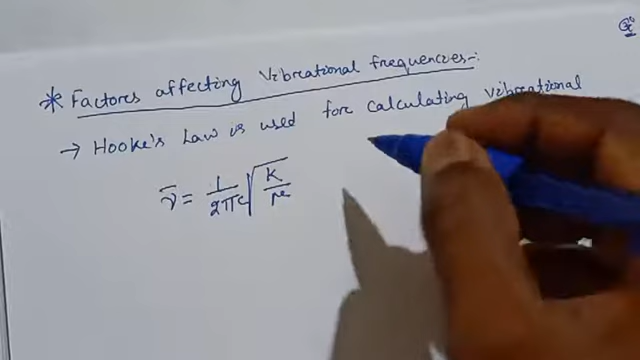 * Factors affecting Vibrational frequencies-:
→ Hooke's Law is used for calculating vibrational
ν̄ = 1/2πc √K/μ